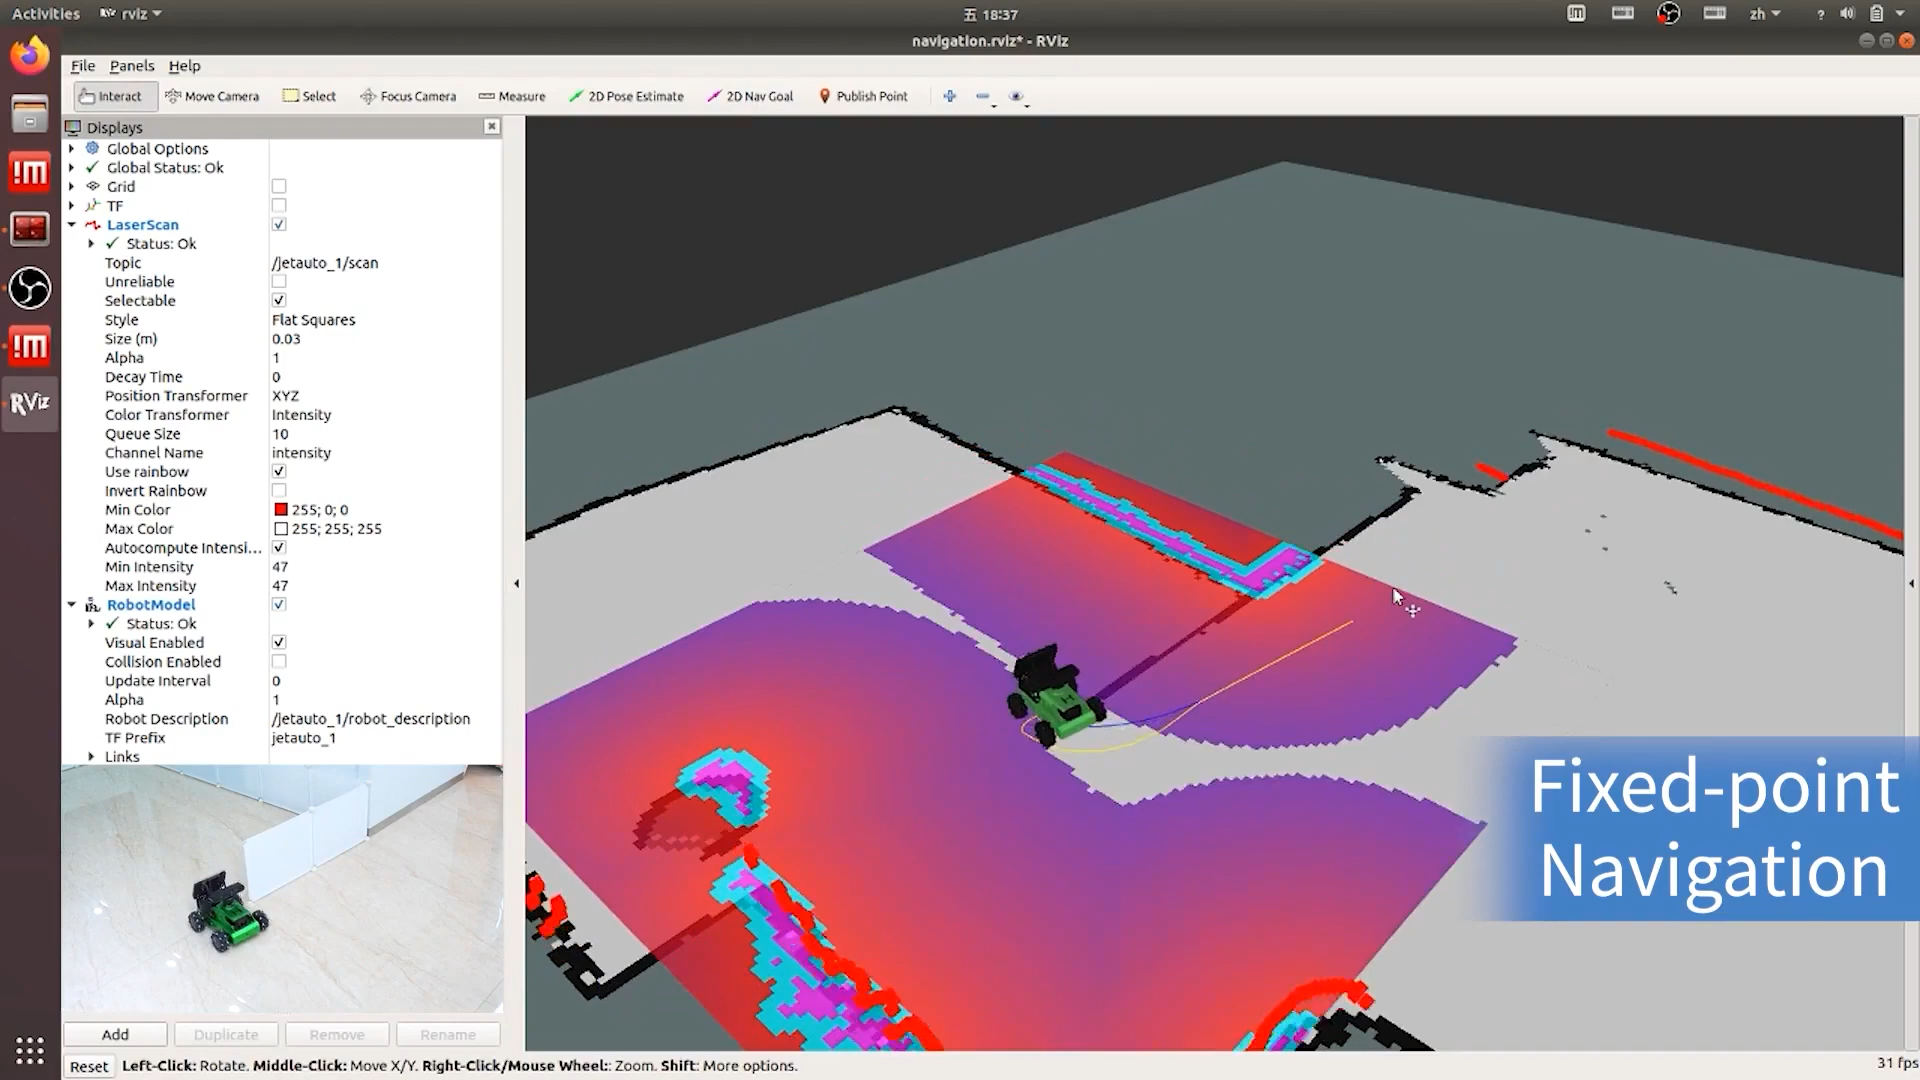 Activities rviz 五 18:37 zh ?
navigation.rviz* - RViz
File Panels Help
Interact Move Camera Select Focus Camera Measure 2D Pose Estimate 2D Nav Goal Publish Point
Displays
Global Options
Global Status: Ok
Grid
TF
LaserScan
Status: Ok
Topic /jetauto_1/scan
Unreliable
Selectable
Style Flat Squares
Size (m) 0.03
Alpha 1
Decay Time 0
Position Transformer XYZ
Color Transformer Intensity
Queue Size 10
Channel Name intensity
Use rainbow
Invert Rainbow
Min Color 255; 0; 0
Max Color 255; 255; 255
Autocompute Intensi...
Min Intensity 47
Max Intensity 47
RobotModel
Status: Ok
Visual Enabled
Collision Enabled
Update Interval 0
Alpha 1
Robot Description /jetauto_1/robot_description
TF Prefix jetauto_1
Links
RViz
Fixed-point
Navigation
Add Duplicate Remove Rename
Reset Left-Click: Rotate. Middle-Click: Move X/Y. Right-Click/Mouse Wheel:: Zoom. Shift: More options. 31 fps